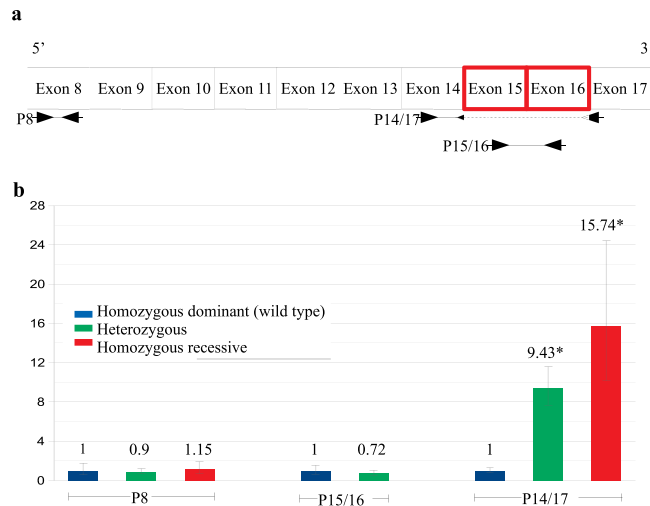 a
5’ 3
Exon 8 Exon 9 Exon 10 Exon 11 Exon 12 Exon 13 Exon 14 Exon 15 Exon 16 Exon 17
P8 P14/17
P15/16
b
28
24
20
16
12
8
4
0
Homozygous dominant (wild type)
Heterozygous
Homozygous recessive
1 0.9 1.15 1 0.72 1 9.43* 15.74*
P8 P15/16 P14/17